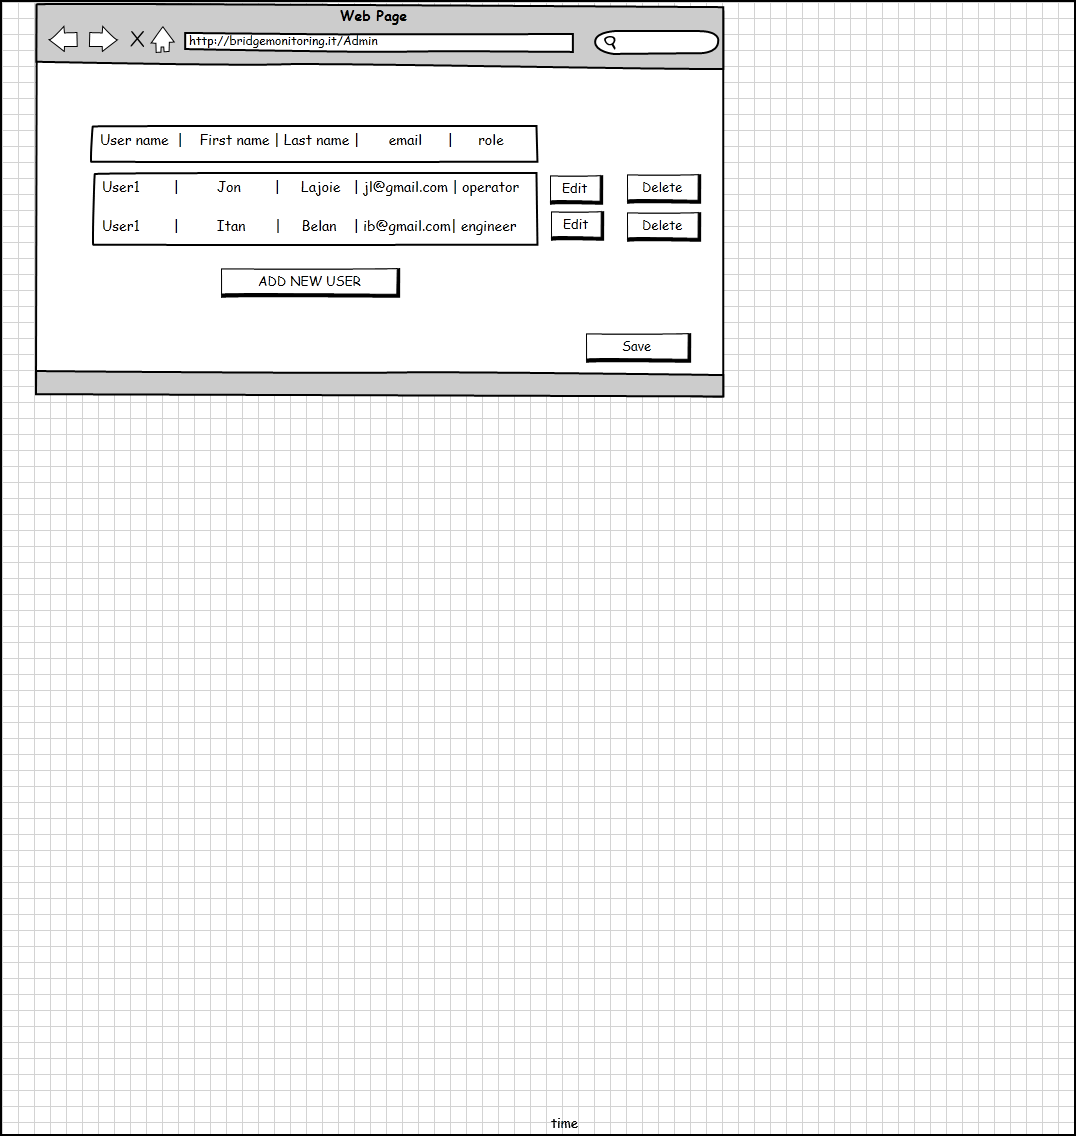 Web Page
http://bridgemonitoring.it/Admin
User name | First name | Last name | email | role
User1 | Jon | Lajoie | jl@gmail.com | operator Edit Delete
User1 | Itan | Belan | ib@gmail.com | engineer Edit Delete
ADD NEW USER
Save
time